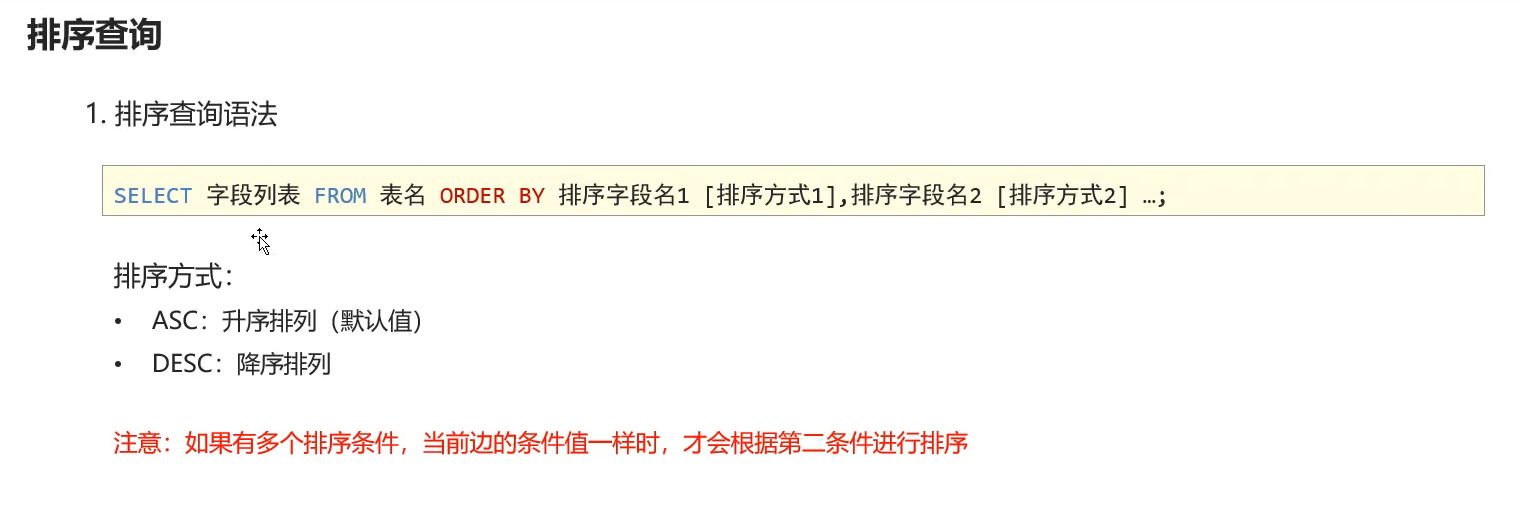 排序查询
1. 排序查询语法
SELECT 字段列表 FROM 表名 ORDER BY 排序字段名1 [排序方式1],排序字段名2 [排序方式2] …;
排序方式：
• ASC：升序排列（默认值）
• DESC：降序排列
注意：如果有多个排序条件，当前边的条件值一样时，才会根据第二条件进行排序